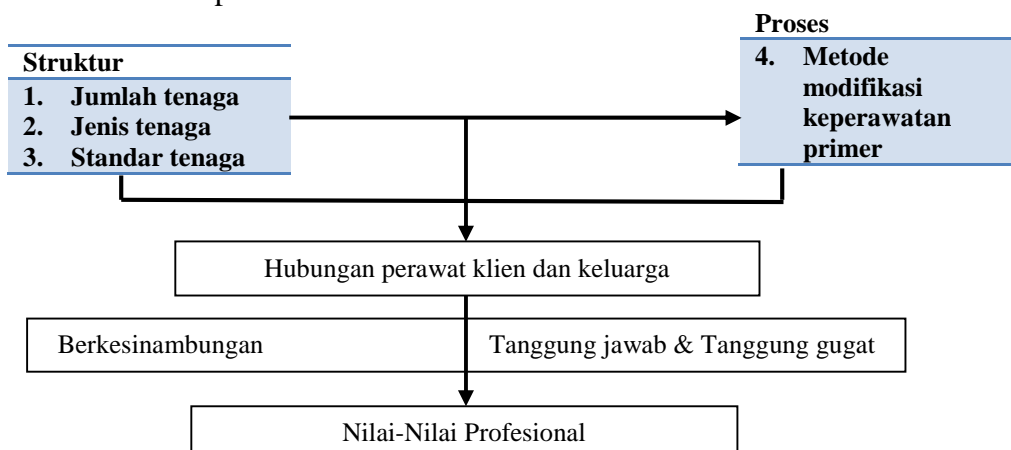 Struktur
1. Jumlah tenaga
2. Jenis tenaga
3. Standar tenaga
Proses
4. Metode
modifikasi
keperawatan
primer
Hubungan perawat klien dan keluarga
Berkesinambungan
Tanggung jawab & Tanggung gugat
Nilai-Nilai Profesional